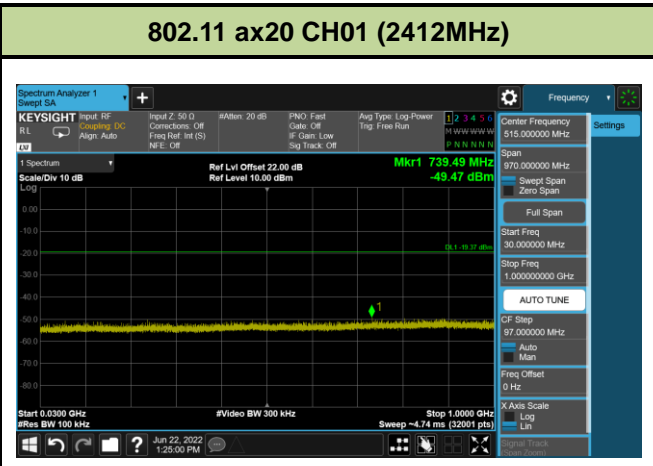 802.11 ax20 CH01 (2412MHz)
Spectrum Analyzer 1
Swept SA
Frequency
Settings
KEYSIGHT
RL
LXI
Input: RF
Coupling: DC
Align: Auto
Input Z: 50 Ω
Corrections: Off
Freq Ref: Int (S)
NFE: Off
#Atten: 20 dB
PNO: Fast
Gate: Off
IF Gain: Low
Sig Track: Off
Avg Type: Log-Power
Trig: Free Run
1 2 3 4 5 6
M W W W W W
P N N N N N
1 Spectrum
Scale/Div 10 dB
Log
Ref Lvl Offset 22.00 dB
Ref Level 10.00 dBm
Mkr1 739.49 MHz
-49.47 dBm
0.00
-10.0
-20.0
-30.0
-40.0
-50.0
-60.0
-70.0
-80.0
DL1 -19.37 dBm
1
Start 0.0300 GHz
#Res BW 100 kHz
#Video BW 300 kHz
Stop 1.0000 GHz
Sweep ~4.74 ms (32001 pts)
Center Frequency
515.000000 MHz
Span
970.000000 MHz
Swept Span
Zero Span
Full Span
Start Freq
30.000000 MHz
Stop Freq
1.000000000 GHz
AUTO TUNE
CF Step
97.000000 MHz
Auto
Man
Freq Offset
0 Hz
X Axis Scale
Log
Lin
Signal Track
(Span Zoom)
Jun 22, 2022
1:25:00 PM